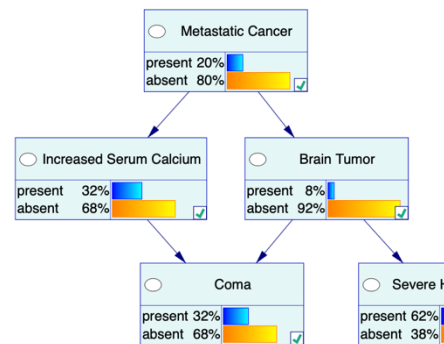 Metastatic Cancer
present 20%
absent 80%
Increased Serum Calcium
present 32%
absent 68%
Brain Tumor
present 8%
absent 92%
Coma
present 32%
absent 68%
Severe
present 62%
absent 38%